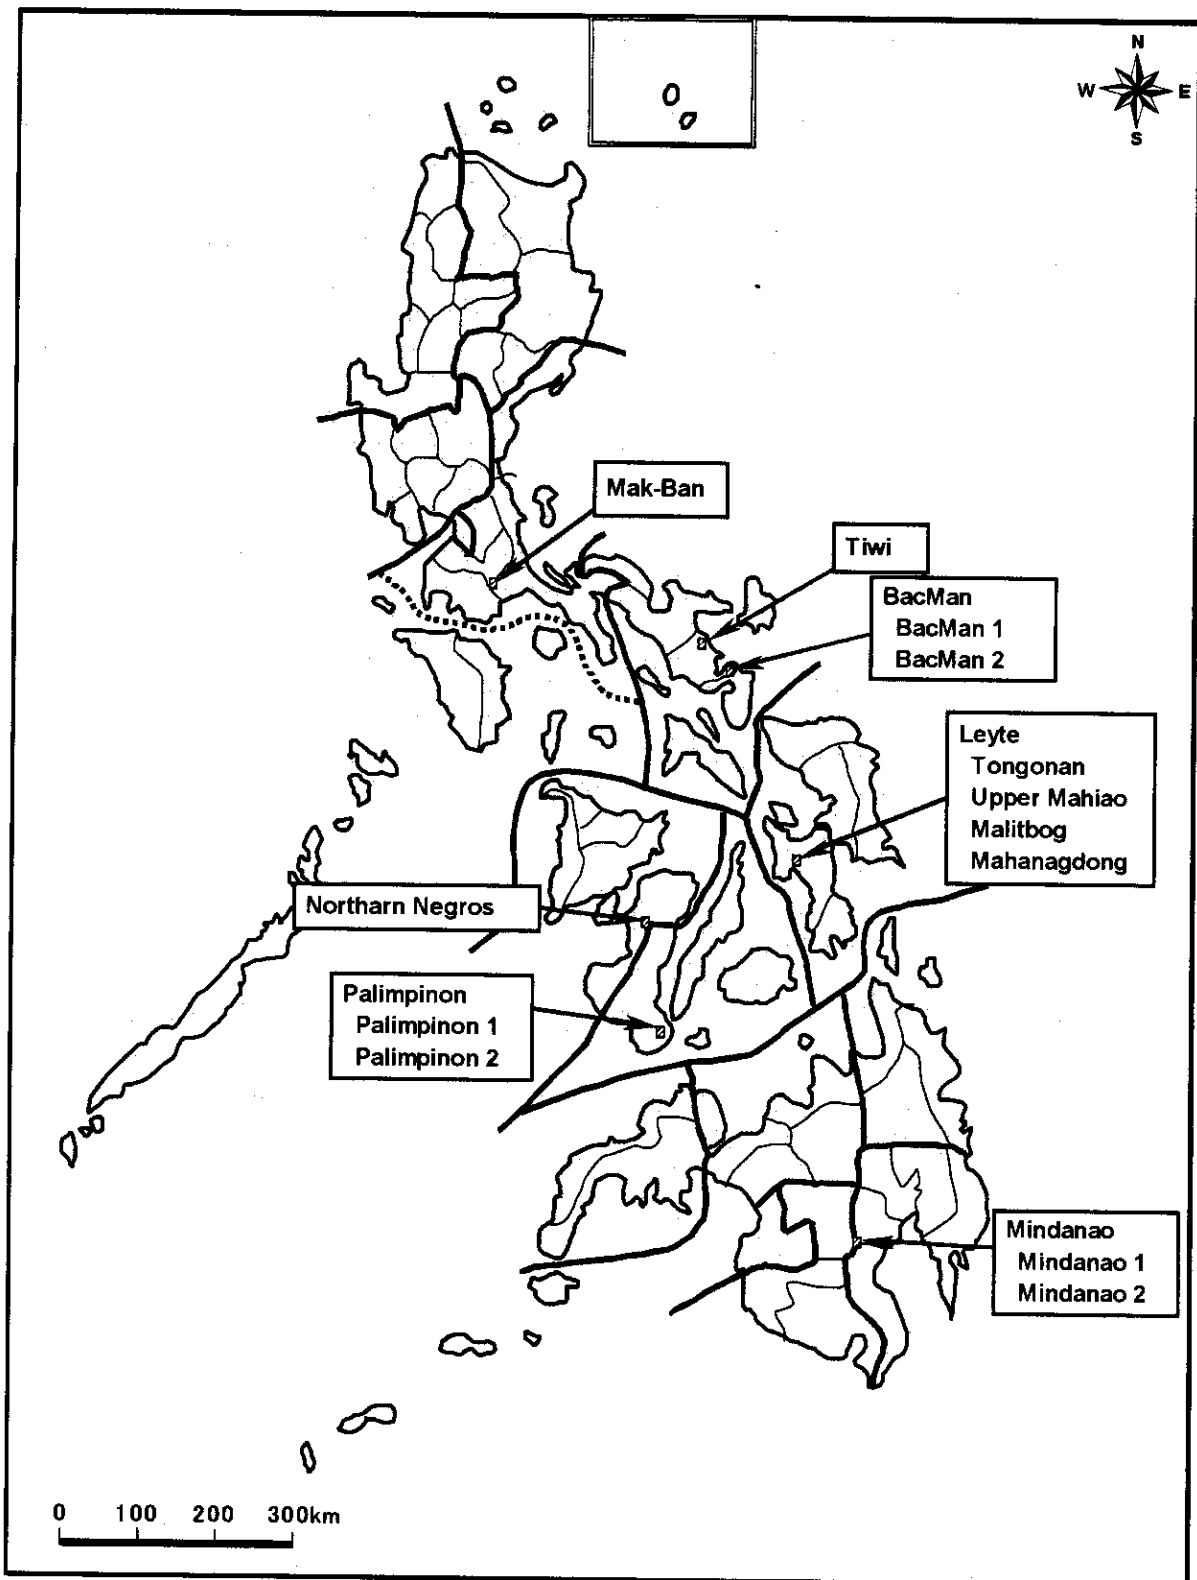 N
W E
S
Mak-Ban
Tiwi
BacMan
BacMan 1
BacMan 2
Leyte
Tongonan
Upper Mahiao
Malitbog
Mahanagdong
Northarn Negros
Palimpinon
Palimpinon 1
Palimpinon 2
Mindanao
Mindanao 1
Mindanao 2
0 100 200 300km